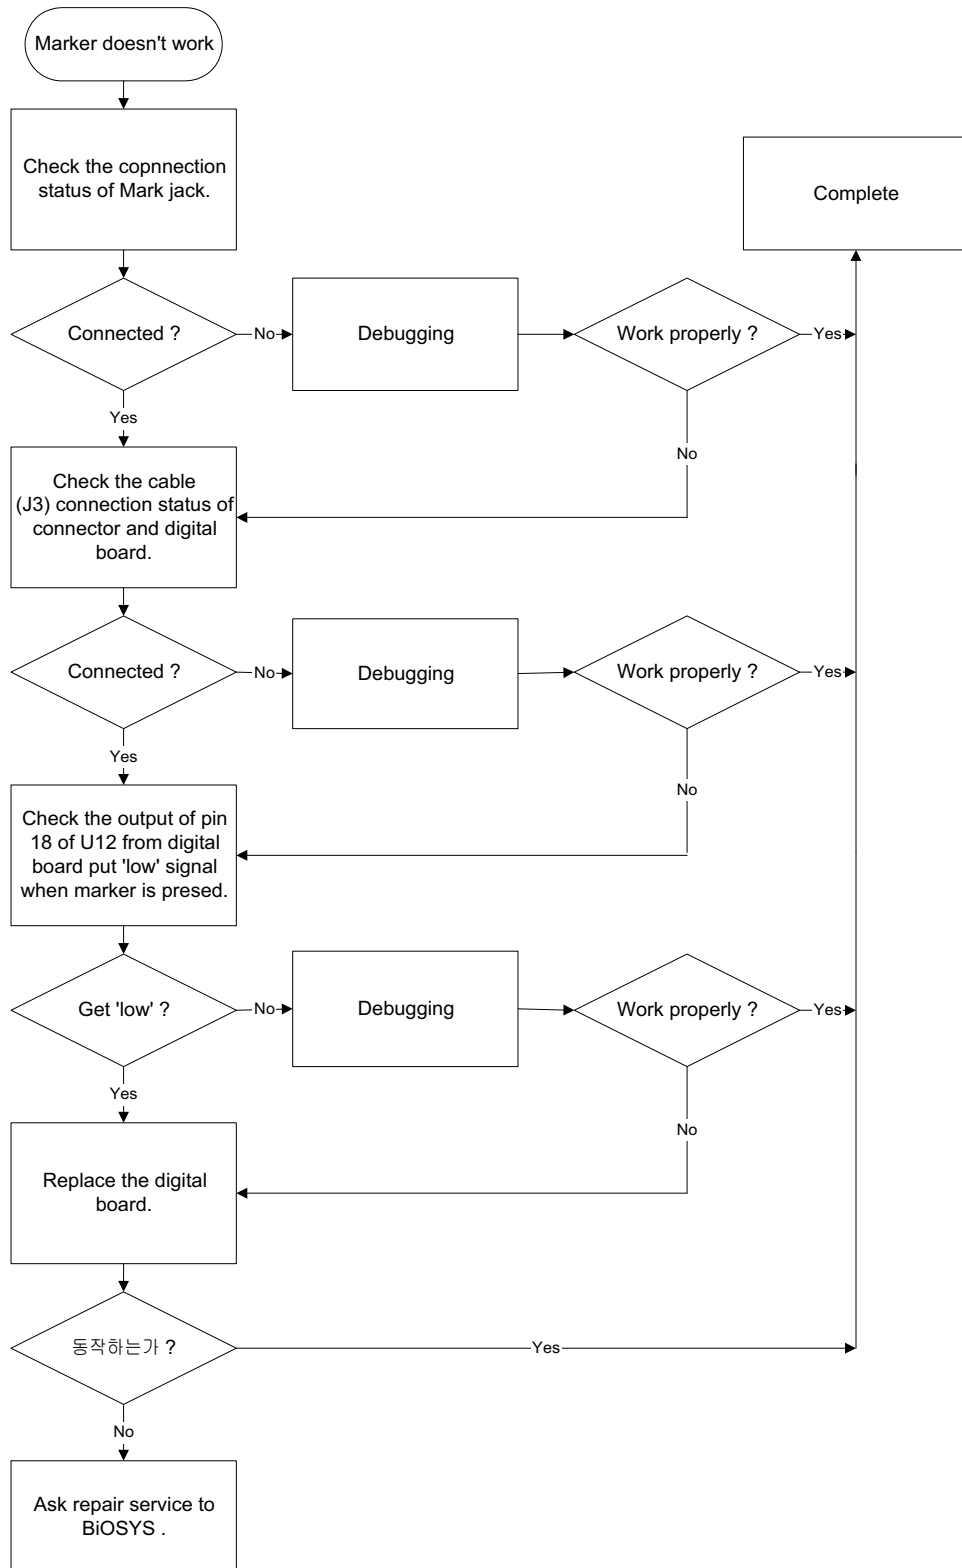 Marker doesn't work
Check the copnnection
status of Mark jack.
Complete
Connected ?
No
Debugging
Work properly ?
Yes
Yes
No
Check the cable
(J3) connection status of
connector and digital
board.
Connected ?
No
Debugging
Work properly ?
Yes
Yes
No
Check the output of pin
18 of U12 from digital
board put 'low' signal
when marker is presed.
Get 'low' ?
No
Debugging
Work properly ?
Yes
Yes
No
Replace the digital
board.
동작하는가 ?
Yes
No
Ask repair service to
BiOSYS .